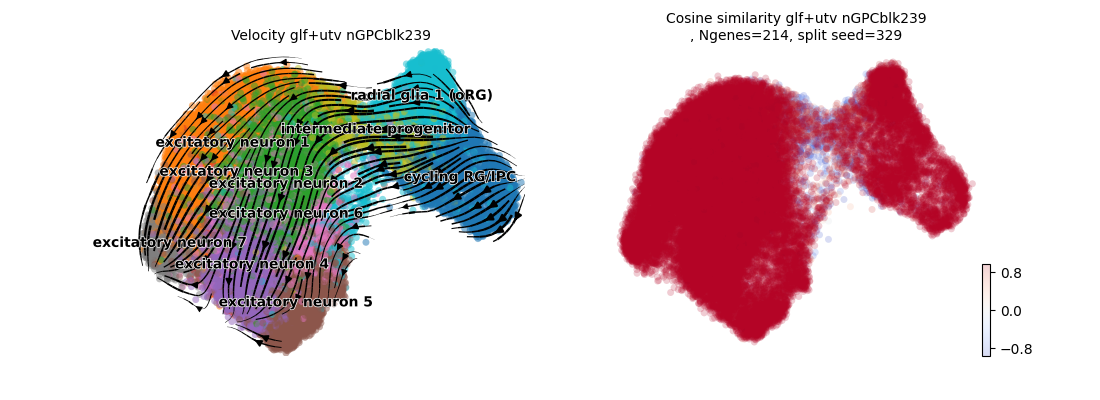 Velocity glf+utv nGPCblk239
radial glia 1 (oRG)
intermediate progenitor
excitatory neuron 1
excitatory neuron 3
cycling RG/IPC
excitatory neuron 2
excitatory neuron 6
excitatory neuron 7
excitatory neuron 4
excitatory neuron 5
Cosine similarity glf+utv nGPCblk239
, Ngenes=214, split seed=329
0.8
0.0
−0.8